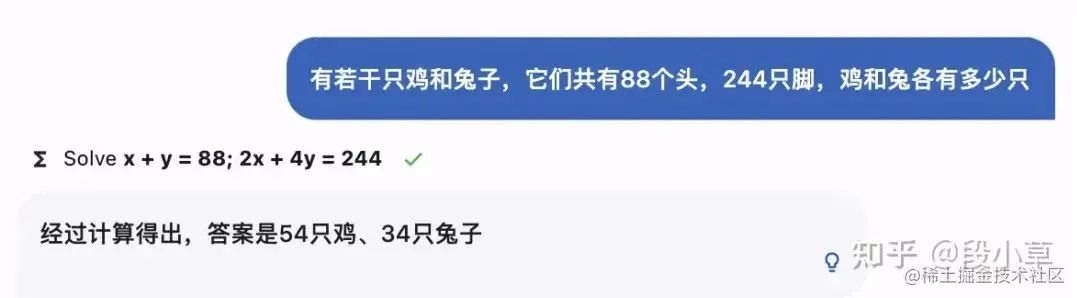 有若干只鸡和兔子，它们共有88个头，244只脚，鸡和兔各有多少只
Σ Solve x + y = 88; 2x + 4y = 244 ✓
经过计算得出，答案是54只鸡、34只兔子
知乎 @段小草
@稀土掘金技术社区